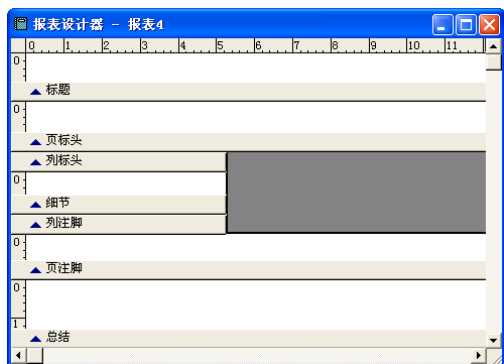 报表设计器 - 报表4
0 1 2 3 4 5 6 7 8 9 10 11
0
标题
0
页标头
列标头
0
细节
列注脚
0
页注脚
0
1
总结